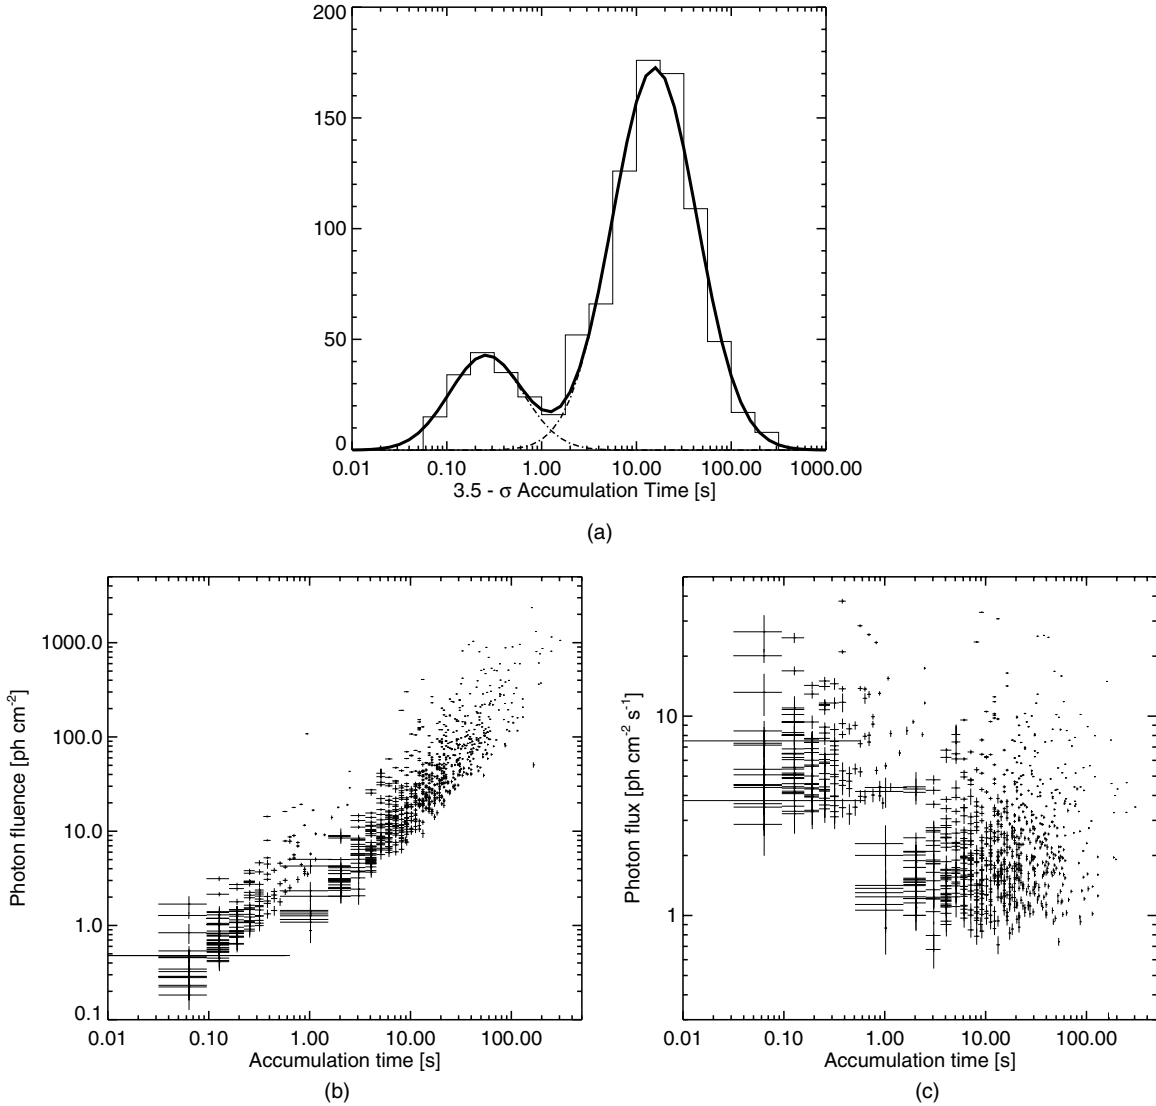 200
150
100
50
0
0.01 0.10 1.00 10.00 100.00 1000.00
3.5 - σ Accumulation Time [s]
(a)
Photon fluence [ph cm-2]
1000.0
100.0
10.0
1.0
0.1
0.01 0.10 1.00 10.00 100.00
Accumulation time [s]
(b)
Photon flux [ph cm-2 s-1]
10
1
0.01 0.10 1.00 10.00 100.00
Accumulation time [s]
(c)